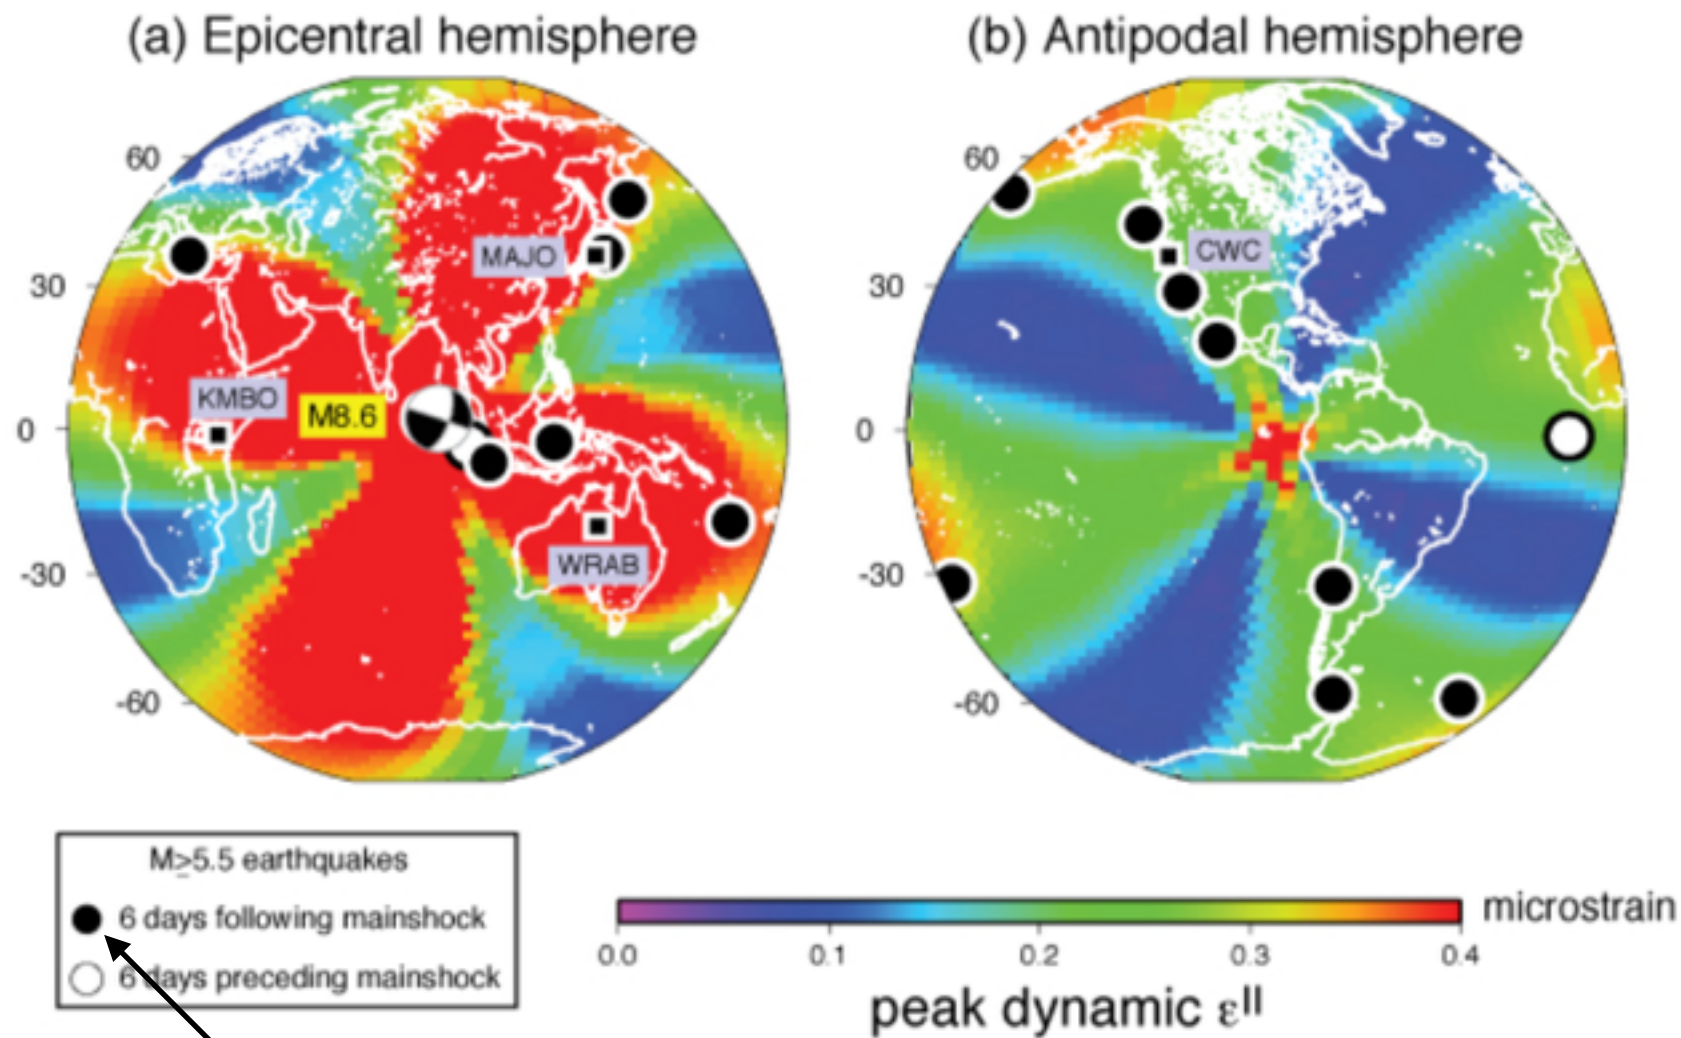 (a) Epicentral hemisphere
(b) Antipodal hemisphere
60
30
0
-30
-60
MAJO
KMBO
M8.6
WRAB
60
30
0
-30
-60
CWC
M≥5.5 earthquakes
6 days following mainshock
6 days preceding mainshock
microstrain
0.0 0.1 0.2 0.3 0.4
peak dynamic εᴵᴵ